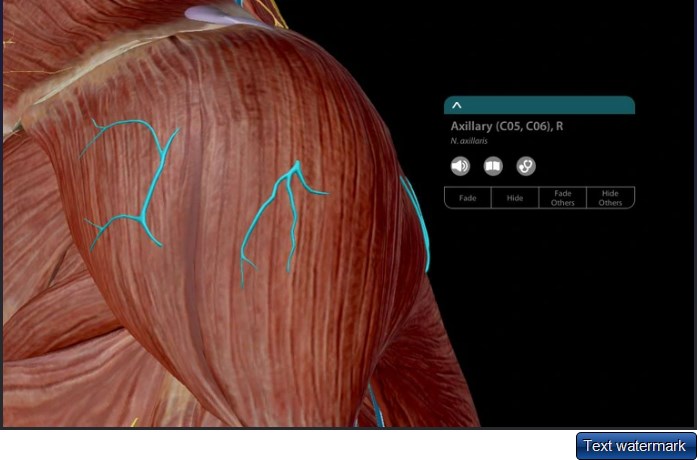 Axillary (C05, C06), R
N. axillaris
Fade
Hide
Fade
Others
Hide
Others
Text watermark